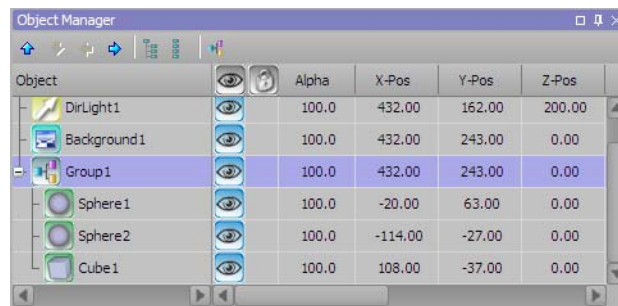 Object Manager
Object Alpha X-Pos Y-Pos Z-Pos
DirLight1 100.0 432.00 162.00 200.00
Background1 100.0 432.00 243.00 0.00
Group1 100.0 432.00 243.00 0.00
Sphere1 100.0 -20.00 63.00 0.00
Sphere2 100.0 -114.00 -27.00 0.00
Cube1 100.0 108.00 -37.00 0.00